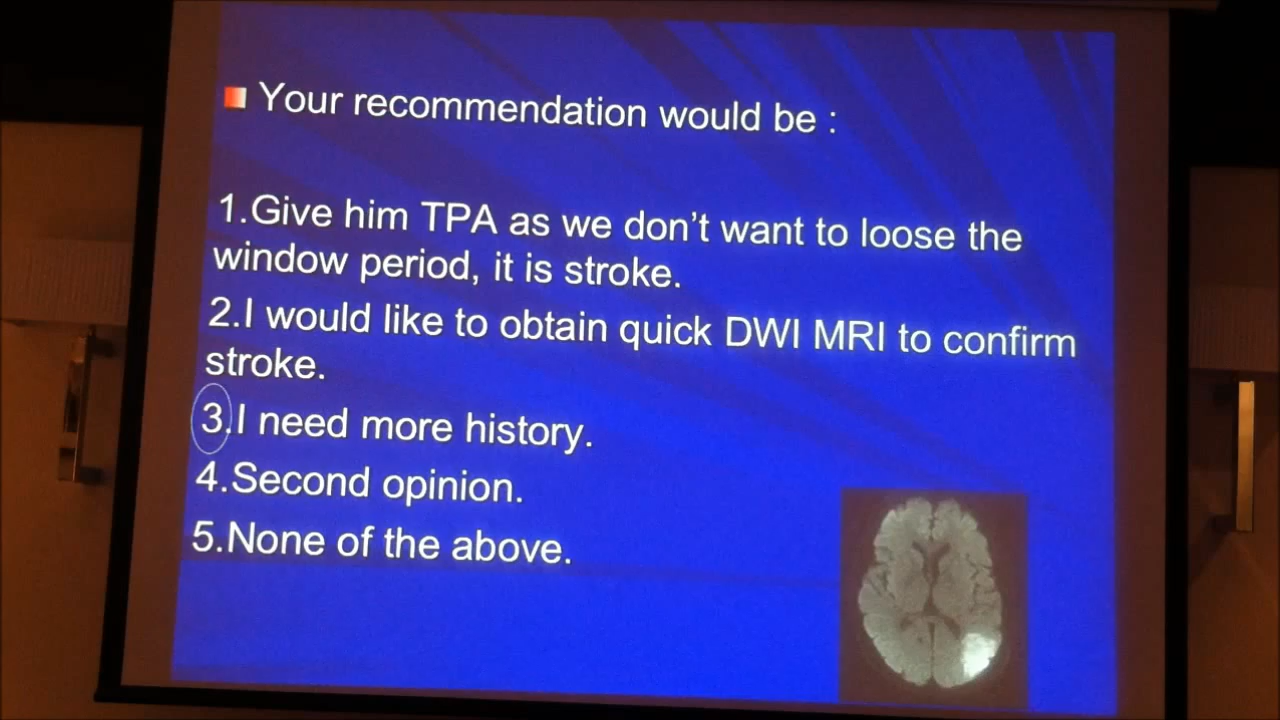 Your recommendation would be :
1.Give him TPA as we don't want to loose the
window period, it is stroke.
2.I would like to obtain quick DWI MRI to confirm
stroke.
3.I need more history.
4.Second opinion.
5.None of the above.